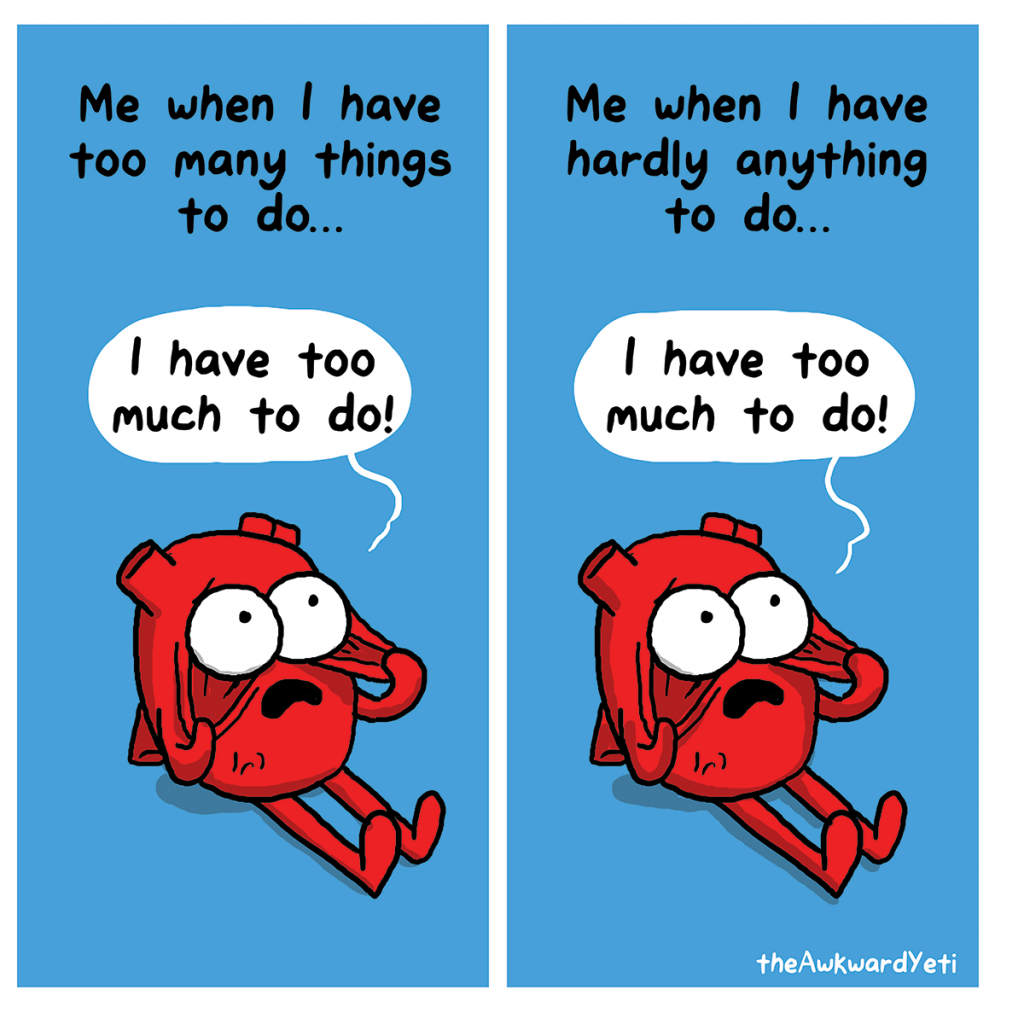 Me when I have
too many things
to do...
I have too
much to do!
Me when I have
hardly anything
to do...
I have too
much to do!
theAwkwardYeti